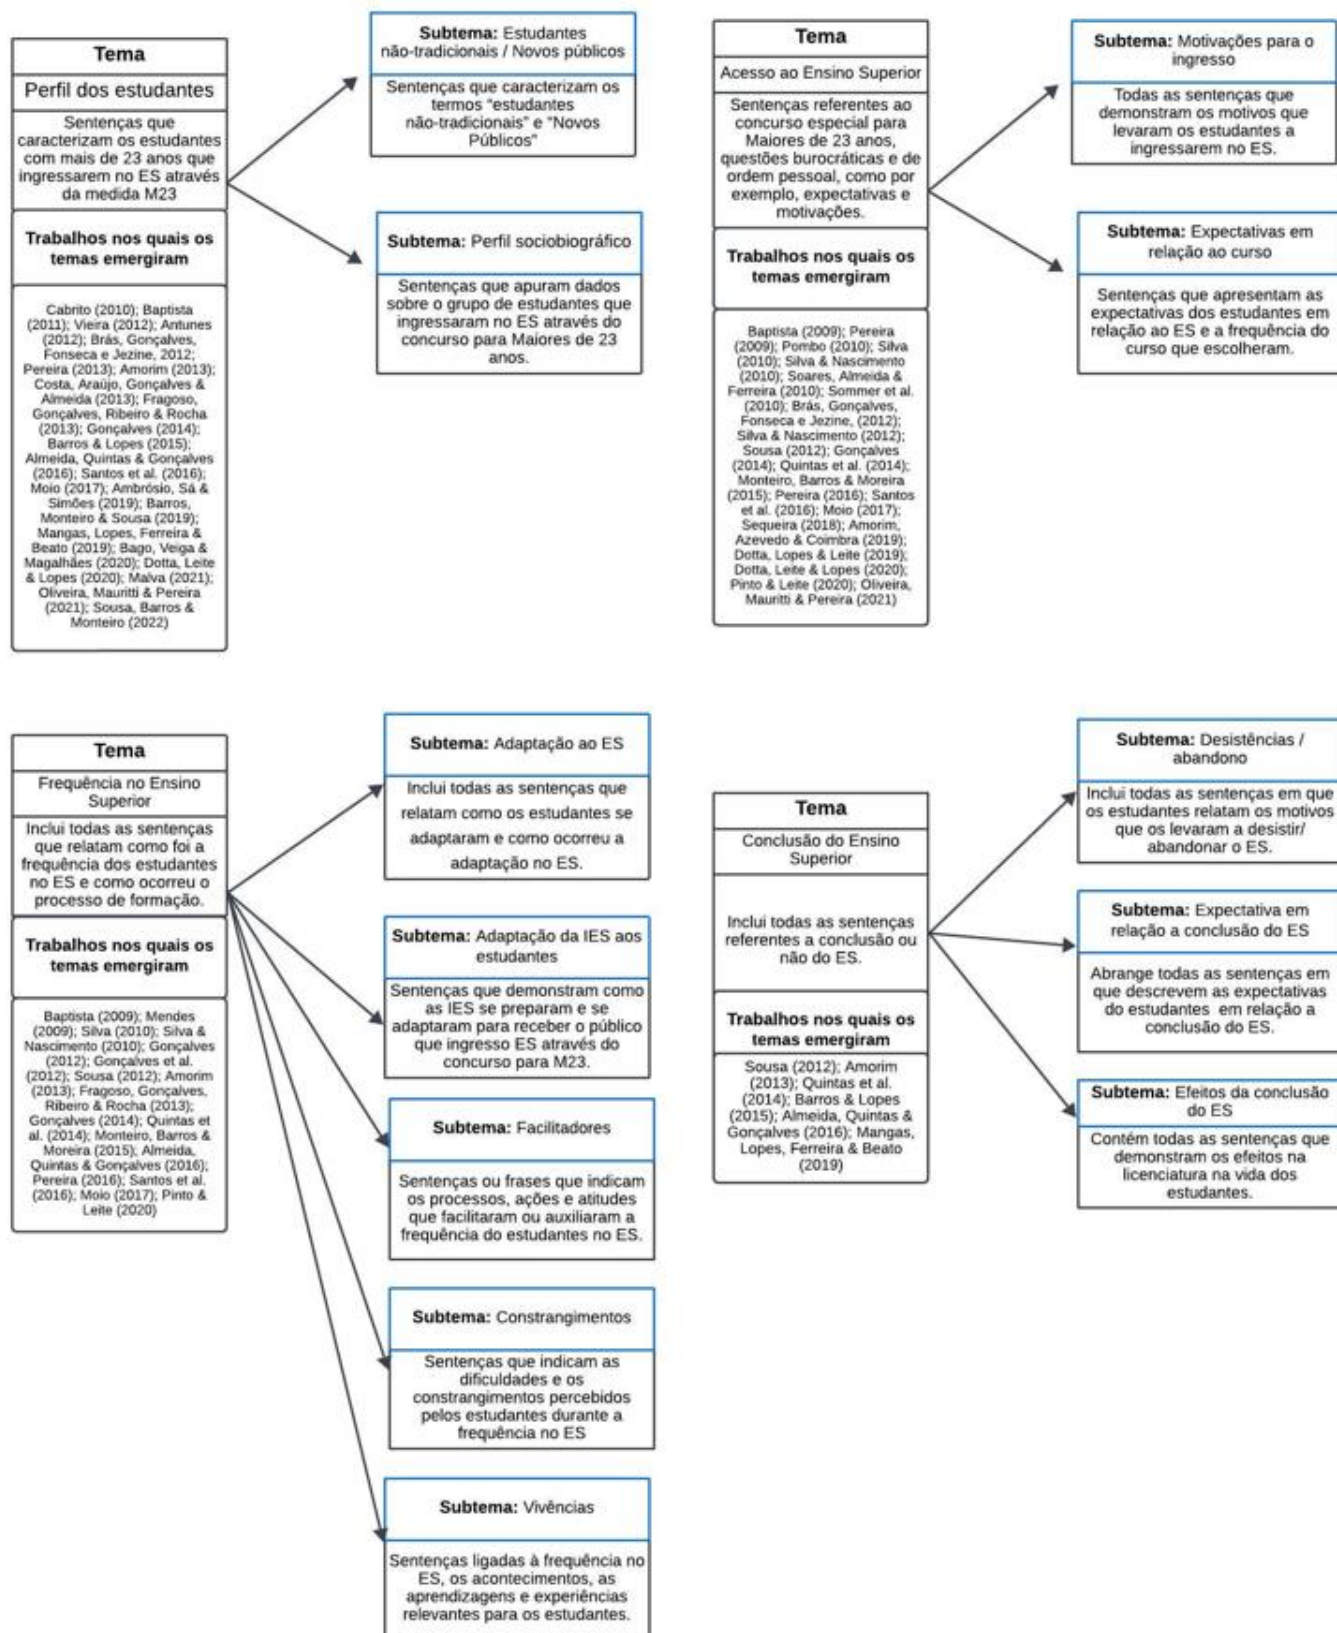 Tema
Perfil dos estudantes
Sentenças que
caracterizam os estudantes
com mais de 23 anos que
ingressarem no ES através
da medida M23
Trabalhos nos quais os
temas emergiram
Cabrito (2010); Baptista
(2011); Vieira (2012); Antunes
(2012); Brás, Gonçalves,
Fonseca e Jezine, 2012;
Pereira (2013); Amorim (2013);
Costa, Araújo, Gonçalves &
Almeida (2013); Fragoso,
Gonçalves, Ribeiro & Rocha
(2013); Gonçalves (2014);
Barros & Lopes (2015);
Almeida, Quintas & Gonçalves
(2016); Santos et al. (2016);
Moio (2017); Ambrósio, Sá &
Simões (2019); Barros,
Monteiro & Sousa (2019);
Mangas, Lopes, Ferreira &
Beato (2019); Bago, Veiga &
Magalhães (2020); Dotta, Leite
& Lopes (2020); Malva (2021);
Oliveira, Mauritti & Pereira
(2021); Sousa, Barros &
Monteiro (2022)
Subtema: Estudantes
não-tradicionais / Novos públicos
Sentenças que caracterizam os
termos "estudantes
não-tradicionais" e "Novos
Públicos"
Subtema: Perfil sociobiográfico
Sentenças que apuram dados
sobre o grupo de estudantes que
ingressaram no ES através do
concurso para Maiores de 23
anos.
Tema
Acesso ao Ensino Superior
Sentenças referentes ao
concurso especial para
Maiores de 23 anos,
questões burocráticas e de
ordem pessoal, como por
exemplo, expectativas e
motivações.
Trabalhos nos quais os
temas emergiram
Baptista (2009); Pereira
(2009); Pombo (2010); Silva
(2010); Silva & Nascimento
(2010); Soares, Almeida &
Ferreira (2010); Sommer et al.
(2010); Brás, Gonçalves,
Fonseca e Jezine, (2012);
Silva & Nascimento (2012);
Sousa (2012); Gonçalves
(2014); Quintas et al. (2014);
Monteiro, Barros & Moreira
(2015); Pereira (2016); Santos
et al. (2016); Moio (2017);
Sequeira (2018); Amorim,
Azevedo & Coimbra (2019);
Dotta, Lopes & Leite (2019);
Dotta, Leite & Lopes (2020);
Pinto & Leite (2020); Oliveira,
Mauritti & Pereira (2021)
Subtema: Motivações para o
ingresso
Todas as sentenças que
demonstram os motivos que
levaram os estudantes a
ingressarem no ES.
Subtema: Expectativas em
relação ao curso
Sentenças que apresentam as
expectativas dos estudantes em
relação ao ES e a frequência do
curso que escolheram.
Tema
Frequência no Ensino
Superior
Inclui todas as sentenças
que relatam como foi a
frequência dos estudantes
no ES e como ocorreu o
processo de formação.
Trabalhos nos quais os
temas emergiram
Baptista (2009); Mendes
(2009); Silva (2010); Silva &
Nascimento (2010); Gonçalves
(2012); Gonçalves et al.
(2012); Sousa (2012); Amorim
(2013); Fragoso, Gonçalves,
Ribeiro & Rocha (2013);
Gonçalves (2014); Quintas et
al. (2014); Monteiro, Barros &
Moreira (2015); Almeida,
Quintas & Gonçalves (2016);
Pereira (2016); Santos et al.
(2016); Moio (2017); Pinto &
Leite (2020)
Subtema: Adaptação ao ES
Inclui todas as sentenças que
relatam como os estudantes se
adaptaram e como ocorreu a
adaptação no ES.
Subtema: Adaptação da IES aos
estudantes
Sentenças que demonstram como
as IES se preparam e se
adaptaram para receber o público
que ingresso ES através do
concurso para M23.
Subtema: Facilitadores
Sentenças ou frases que indicam
os processos, ações e atitudes
que facilitaram ou auxiliaram a
frequência do estudantes no ES.
Subtema: Constrangimentos
Sentenças que indicam as
dificuldades e os
constrangimentos percebidos
pelos estudantes durante a
frequência no ES
Subtema: Vivências
Sentenças ligadas à frequência no
ES, os acontecimentos, as
aprendizagens e experiências
relevantes para os estudantes.
Tema
Conclusão do Ensino
Superior
Inclui todas as sentenças
referentes a conclusão ou
não do ES.
Trabalhos nos quais os
temas emergiram
Sousa (2012); Amorim
(2013); Quintas et al.
(2014); Barros & Lopes
(2015); Almeida, Quintas &
Gonçalves (2016); Mangas,
Lopes, Ferreira & Beato
(2019)
Subtema: Desistências /
abandono
Inclui todas as sentenças em que
os estudantes relatam os motivos
que os levaram a desistir/
abandonar o ES.
Subtema: Expectativa em
relação a conclusão do ES
Abrange todas as sentenças em
que descrevem as expectativas
do estudantes em relação a
conclusão do ES.
Subtema: Efeitos da conclusão
do ES
Contém todas as sentenças que
demonstram os efeitos na
licenciatura na vida dos
estudantes.